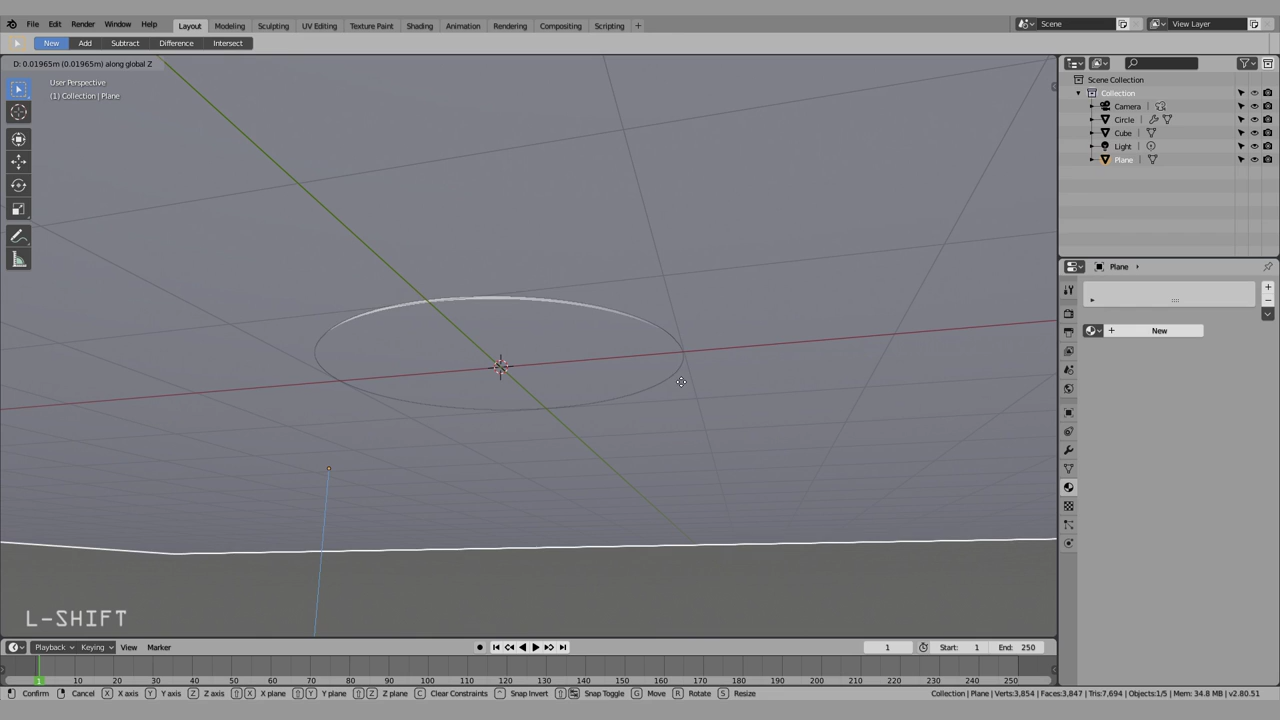 File Edit Render Window Help Layout Modeling Sculpting UV Editing Texture Paint Shading Animation Rendering Compositing Scripting + Scene View Layer
New Add Subtract Difference Intersect
D: 0.01965m (0.01965m) along global Z
User Perspective
(1) Collection | Plane
Scene Collection
Collection
Camera
Circle
Cube
Light
Plane
Plane
+ New
L-SHIFT
Playback Keying View Marker 1 Start: 1 End: 250
1 10 20 30 40 50 60 70 80 90 100 110 120 130 140 150 160 170 180 190 200 210 220 230 240 250
Confirm Cancel X X axis Y Y axis Z Z axis X X plane Y Y plane Z Z plane C Clear Constraints Snap Invert Snap Toggle G Move R Rotate S Resize Collection | Plane | Verts:3,854 | Faces:3,847 | Tris:7,694 | Objects:1/5 | Mem: 34.8 MB | v2.80.51